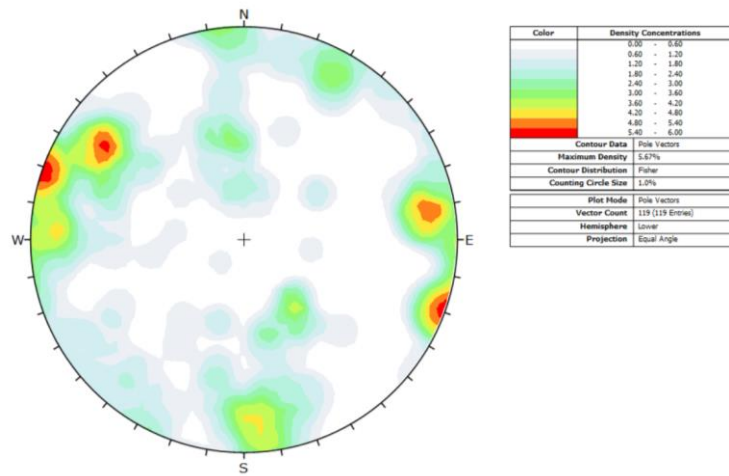 N
W
E
S
Color Density Concentrations
0.00 - 0.60
0.60 - 1.20
1.20 - 1.80
1.80 - 2.40
2.40 - 3.00
3.00 - 3.60
3.60 - 4.20
4.20 - 4.80
4.80 - 5.40
5.40 - 6.00
Contour Data Pole Vectors
Maximum Density 5.67%
Contour Distribution Fisher
Counting Circle Size 1.0%
Plot Mode Pole Vectors
Vector Count 119 (119 Entries)
Hemisphere Lower
Projection Equal Angle